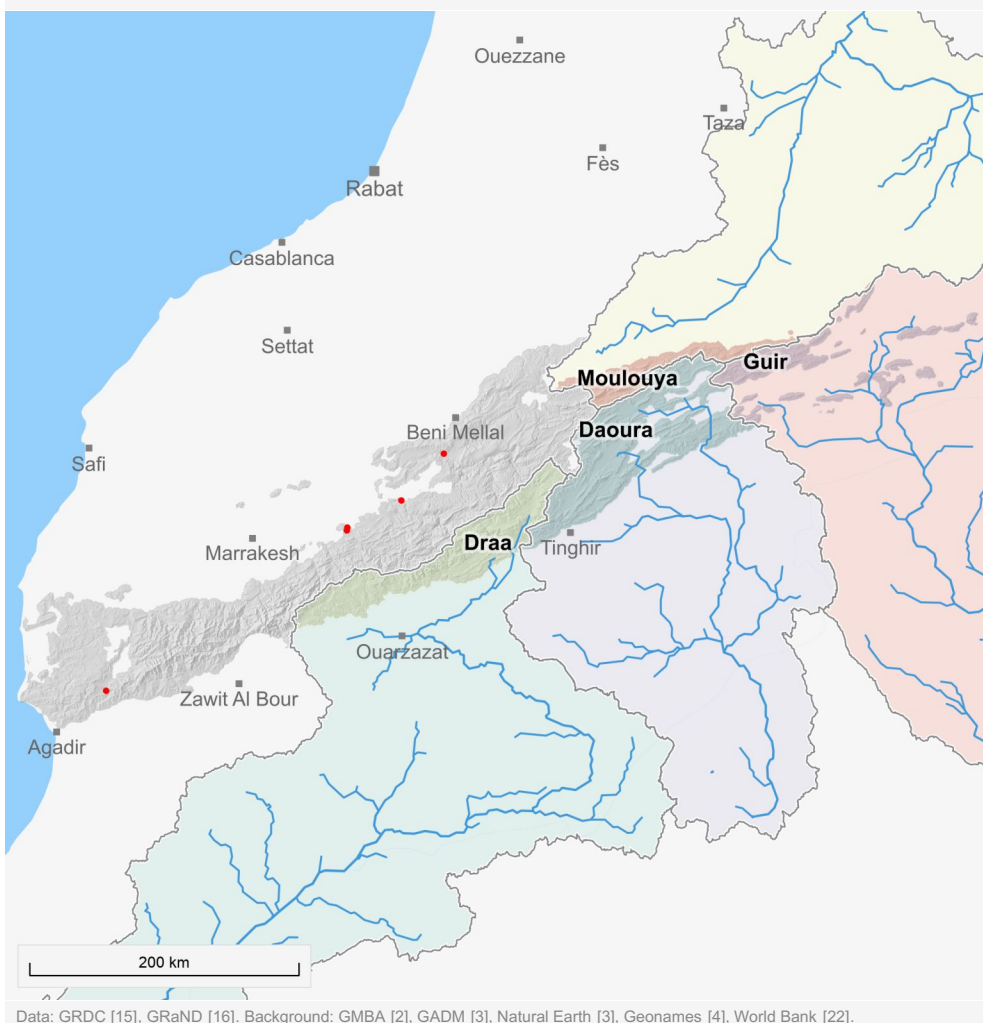 Ouezzane
Taza
Fès
Rabat
Casablanca
Settat
Guir
Moulouya
Beni Mellal
Daoura
Safi
Marrakesh
Draa
Tinghir
Ouarzazat
Zawit Al Bour
Agadir
200 km
Data: GRDC [15], GRaND [16]. Background: GMBA [2], GADM [3], Natural Earth [3], Geonames [4], World Bank [22].